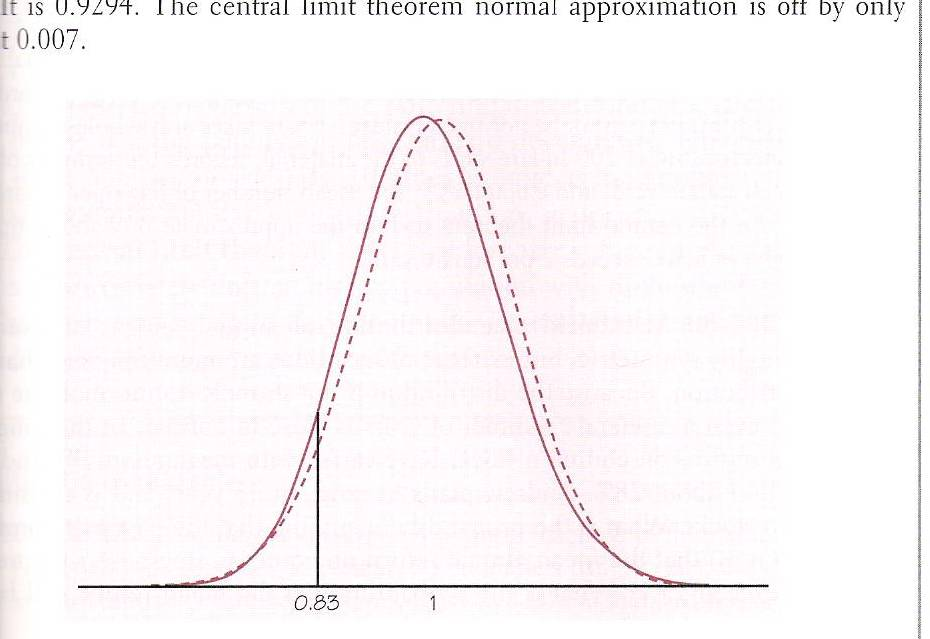 It is 0.9294. The central limit theorem normal approximation is off by only
t 0.007.
0.83 1